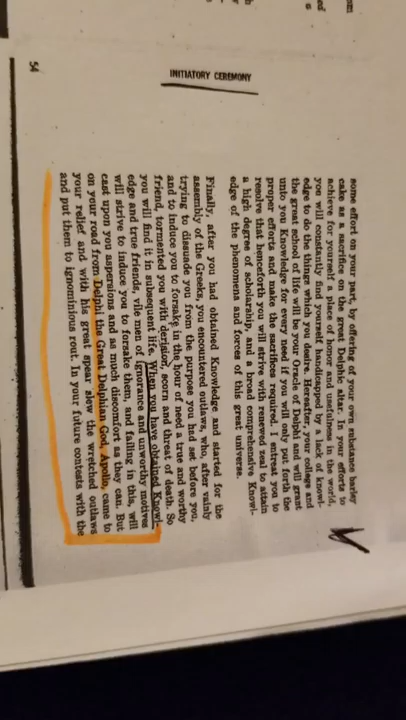 54
INITIATORY CEREMONY
some effort on your part, by offering of your own substance barley
cake as a sacrifice on the great Delphic altar. In your efforts to
achieve for yourself a place of honor and usefulness in the world,
you will constantly find yourself handicapped by a lack of knowl-
edge to do the things which you desire. Hereafter, your college and
the great school of life will be your Oracle of Delphi and will grant
unto you Knowledge for every need if you will only put forth the
proper efforts and make the sacrifices required. I entreat you to
resolve that henceforth you will strive with renewed zeal to attain
a high degree of scholarship, and a broad comprehensive Knowl-
edge of the phenomena and forces of this great universe.
Finally, after you had obtained Knowledge and started for the
assembly of the Greeks, you encountered outlaws, who, after vainly
trying to dissuade you from the purpose you had set before you,
and to induce you to forsake in the hour of need a true and worthy
friend, tormented you with derision, scorn and threat of death. So
you will find it in subsequent life. When you have obtained Knowl-
edge and true friends, vile men of ignorance and unworthy motives
will strive to induce you to forsake them, and failing in this, will
cast upon you aspersions and as much discomfort as they can. But
on your road from Delphi the Great Delphian God, Apollo, came to
your relief and with his great spear slew the wretched outlaws
and put them to ignominious rout. In your future contests with the